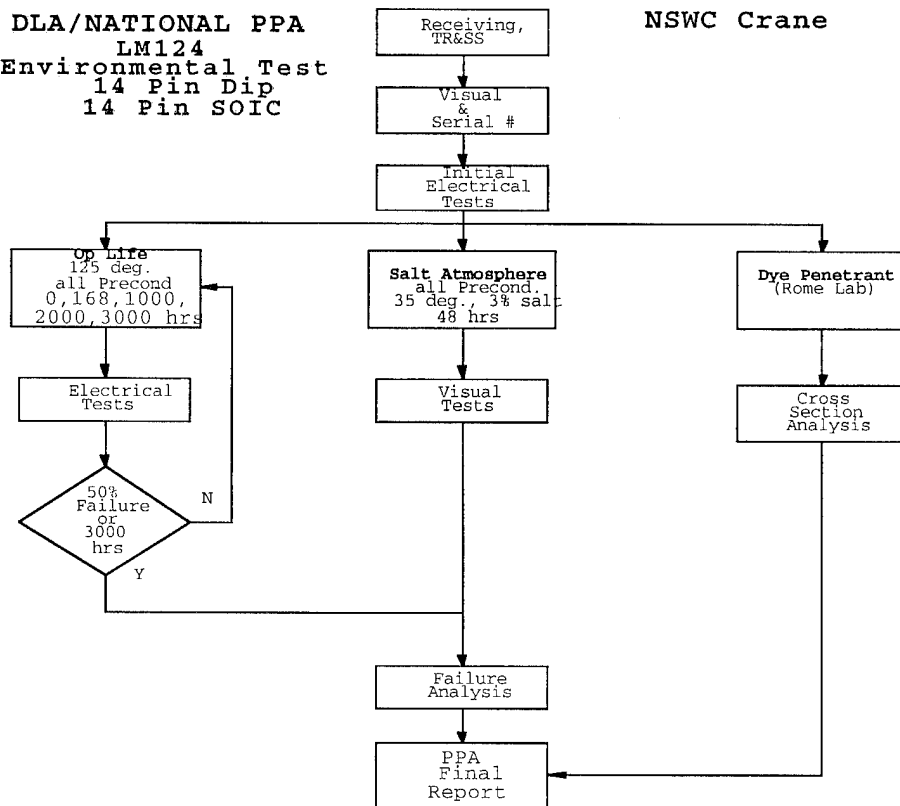 DLA/NATIONAL PPA
LM124
Environmental Test
14 Pin Dip
14 Pin SOIC
NSWC Crane
Receiving,
TR&SS
Visual
&
Serial #
Initial
Electrical
Tests
Op Life
125 deg.
all Precond
0,168,1000,
2000,3000 hrs
Electrical
Tests
50%
Failure
or
3000
hrs
N
Y
Salt Atmosphere
all Precond.
35 deg., 3% salt
48 hrs
Visual
Tests
Dye Penetrant
(Rome Lab)
Cross
Section
Analysis
Failure
Analysis
PPA
Final
Report